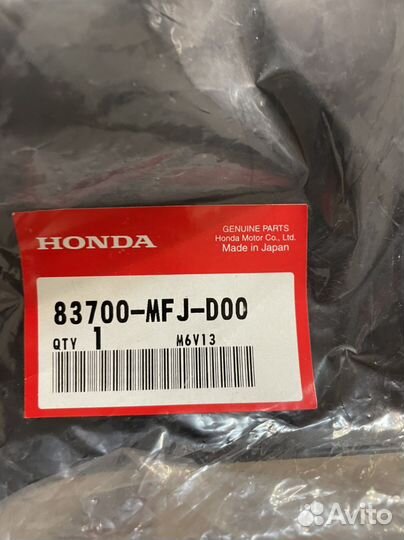 HONDA
GENUINE PARTS
Honda Motor Co., Ltd.
Made in Japan
83700-MFJ-D00
QTY 1 M6V13
Avito